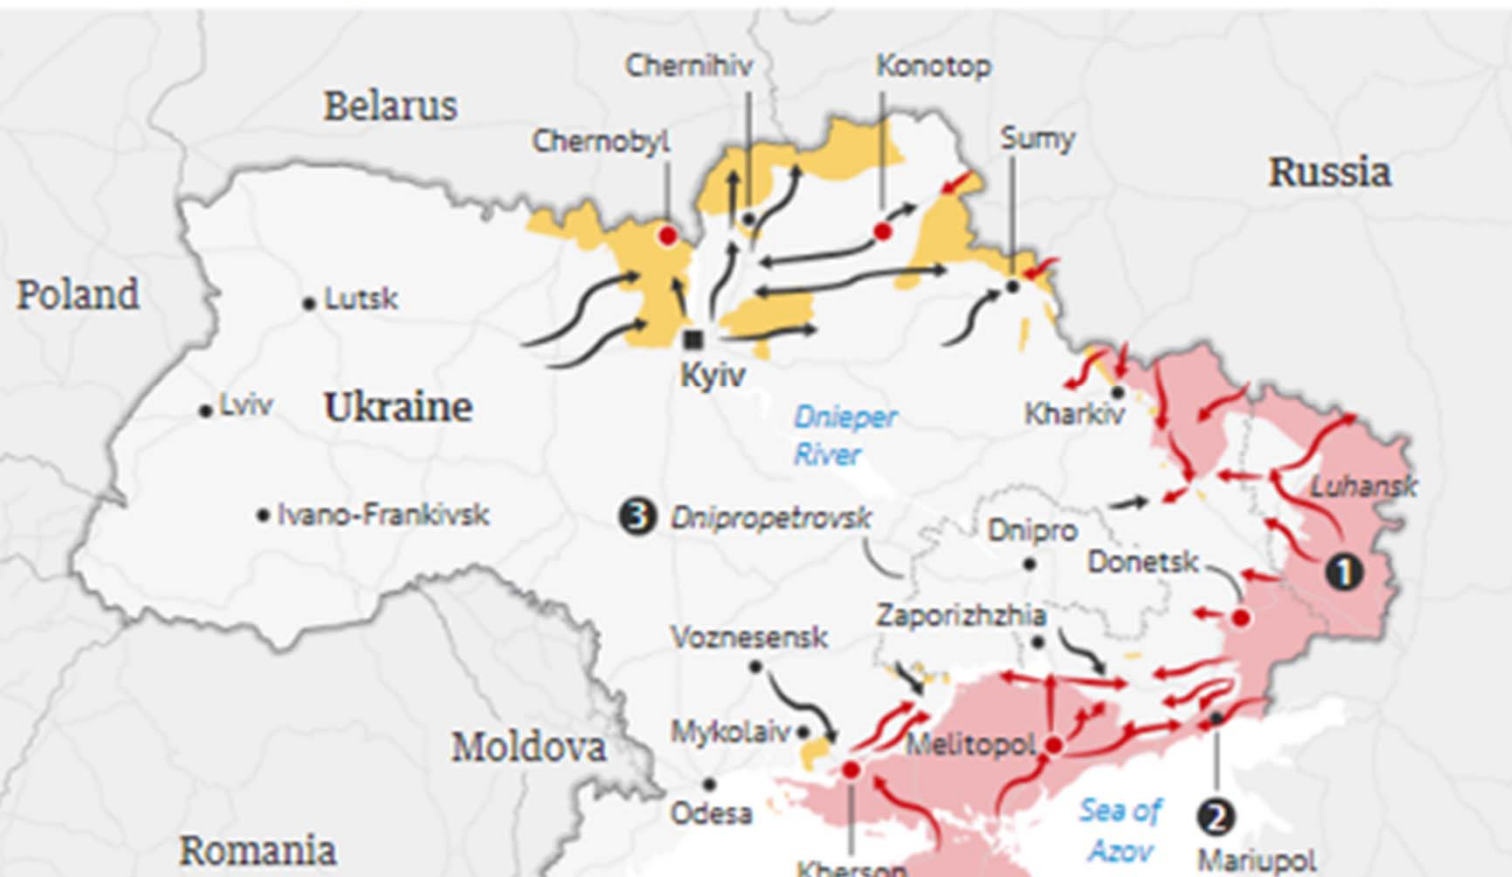 Chernihiv
Konotop
Belarus
Chernobyl
Sumy
Russia
Poland
Lutsk
Kyiv
Lviv
Ukraine
Dnieper
River
Kharkiv
Luhansk
Ivano-Frankivsk
3 Dnipropetrovsk
Dnipro
Donetsk
1
Zaporizhzhia
Voznesensk
Mykolaiv
Moldova
Melitopol
Odesa
Sea of
Azov
2
Mariupol
Romania
Kherson